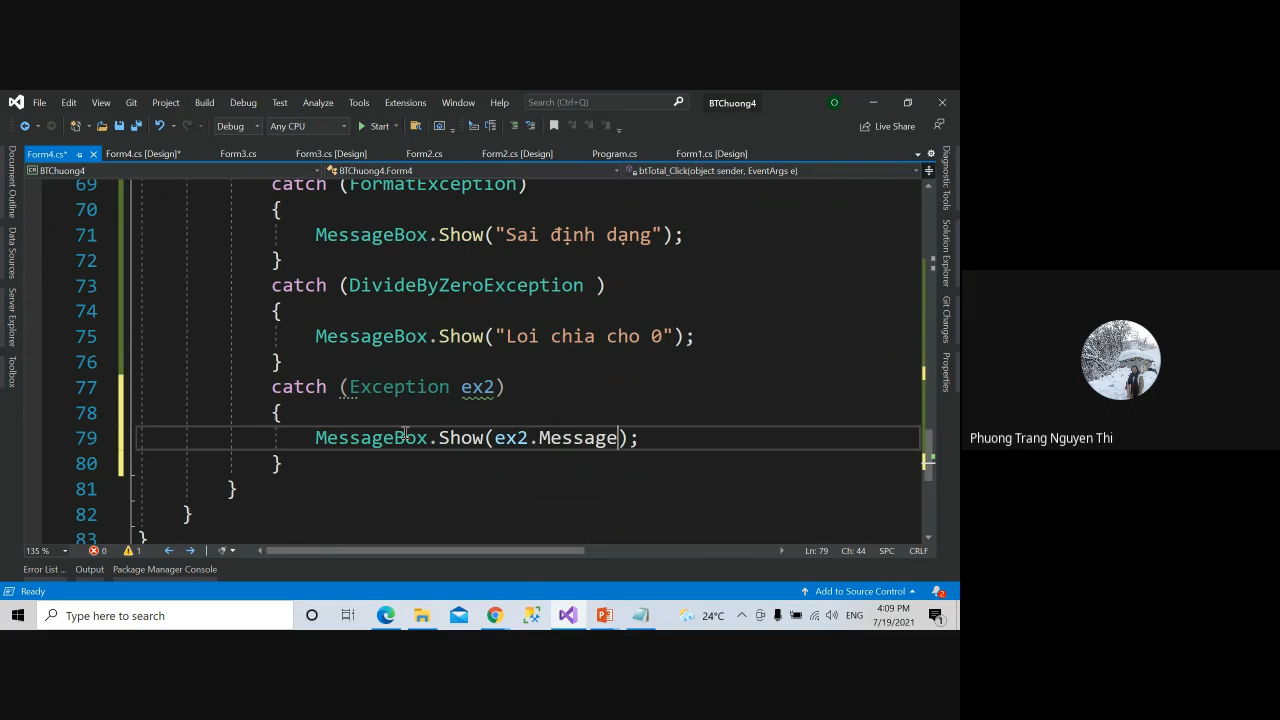 File Edit View Git Project Build Debug Test Analyze Tools Extensions Window Help Search (Ctrl+Q) BTChuong4 O
Debug Any CPU Start Live Share
Form4.cs* Form4.cs [Design]* Form3.cs Form3.cs [Design] Form2.cs Form2.cs [Design] Program.cs Form1.cs [Design]
BTChuong4 BTChuong4.Form4 btTotal_Click(object sender, EventArgs e)
Document Outline
Data Sources
Server Explorer
Toolbox
69 catch (FormatException)
70 {
71 MessageBox.Show("Sai định dạng");
72 }
73 catch (DivideByZeroException )
74 {
75 MessageBox.Show("Loi chia cho 0");
76 }
77 catch (Exception ex2)
78 {
79 MessageBox.Show(ex2.Message);
80 }
81 }
82 }
83 }
Diagnostic Tools
Solution Explorer
Git Changes
Properties
135 % 0 1 Ln: 79 Ch: 44 SPC CRLF
Error List ... Output Package Manager Console
Ready Add to Source Control 2
Type here to search 24°C ENG 4:09 PM 7/19/2021 1
Phuong Trang Nguyen Thi